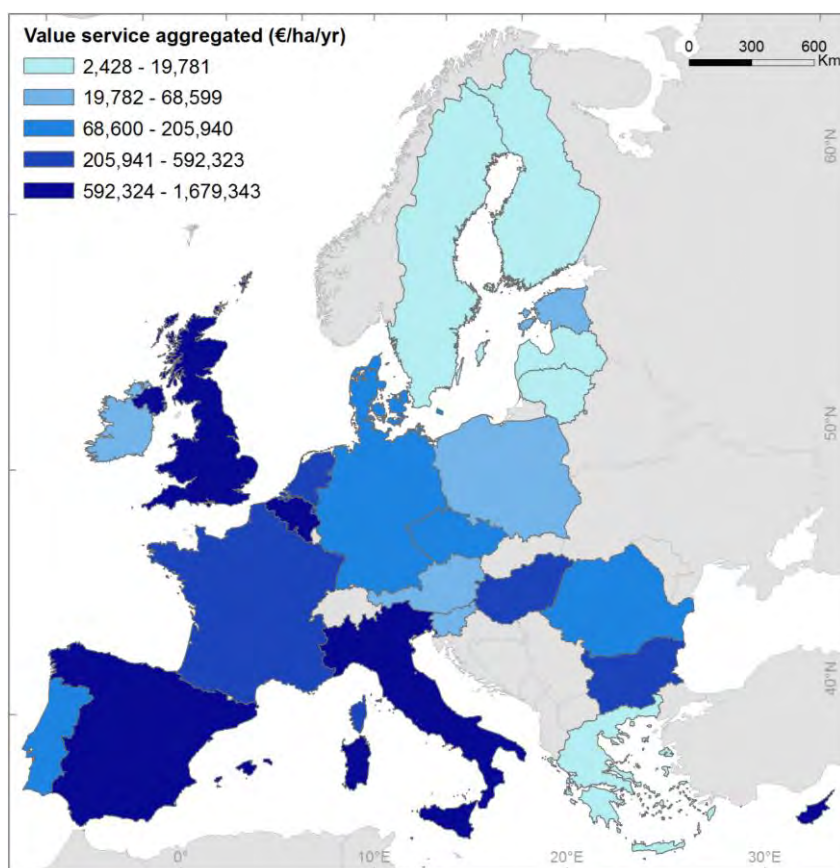 Value service aggregated (€/ha/yr)
2,428 - 19,781
19,782 - 68,599
68,600 - 205,940
205,941 - 592,323
592,324 - 1,679,343
0 300 600
Km
60°N
50°N
40°N
0° 10°E 20°E 30°E